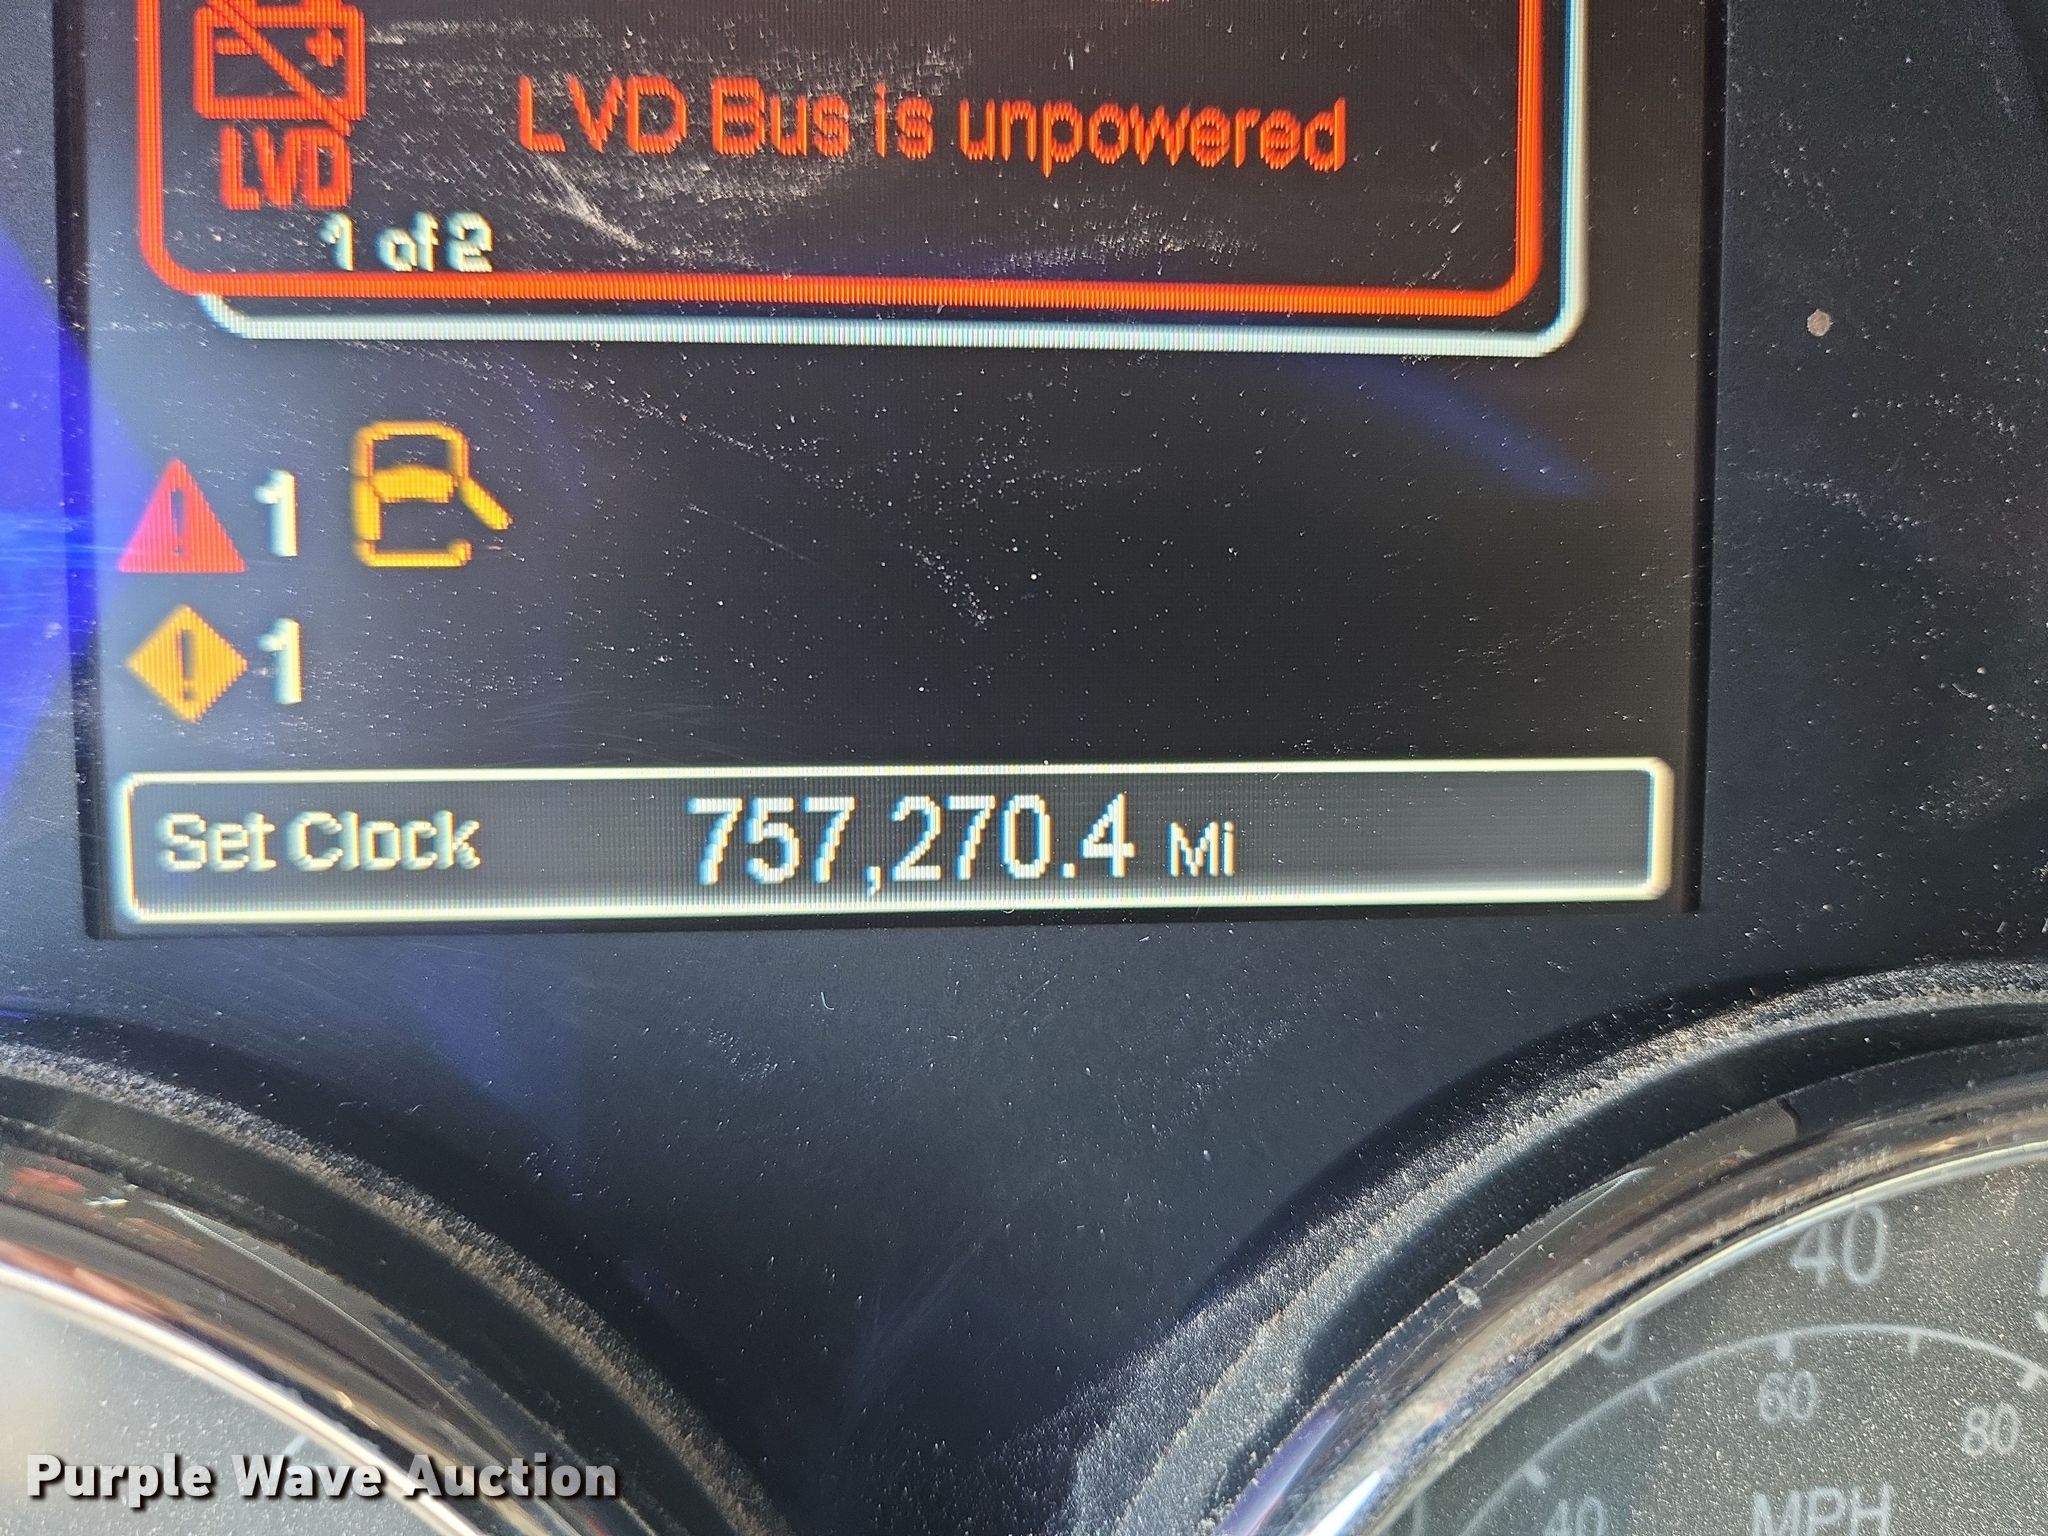 LVD Bus is unpowered
LVD
1 of 2
1
1
Set Clock 757,270.4 Mi
40
60
80
40
MPH
Purple Wave Auction